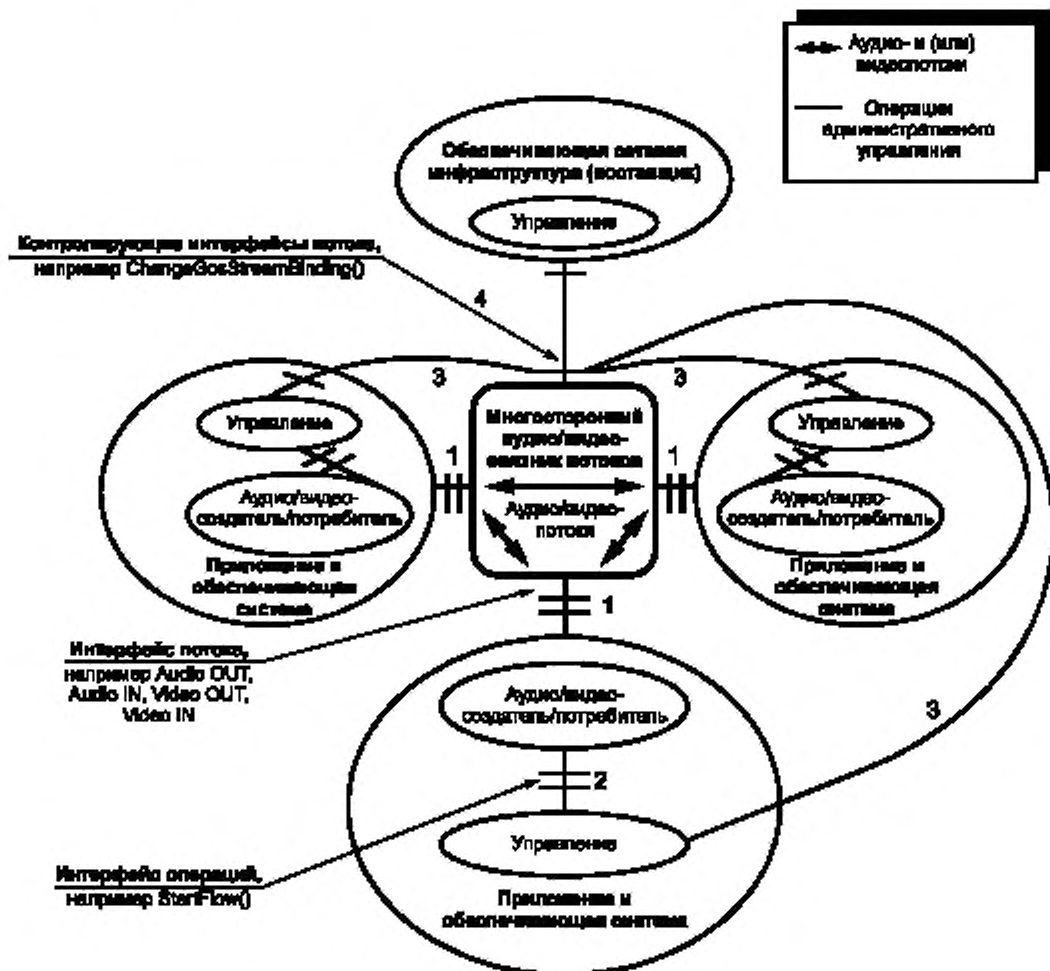 Аудио- и (или)
видеопотоки
Операции
административного
управления
Обеспечивающая сетевая
инфраструктура (поставщик)
Управление
Контролирующие интерфейсы потока,
например ChangeQosStreamBinding()
4
3
3
Управление
Многосторонний
аудио/видео-
потоков
Управление
1
1
Аудио/видео-
создатель/потребитель
Аудио/видео-
потоки
Аудио/видео-
создатель/потребитель
Приложение и
обеспечивающая
система
Приложение и
обеспечивающая
система
1
Интерфейс потока,
например Audio OUT,
Audio IN, Video OUT,
Video IN
Аудио/видео-
создатель/потребитель
3
2
Управление
Интерфейс операций,
например StartFlow()
Приложение и
обеспечивающая система